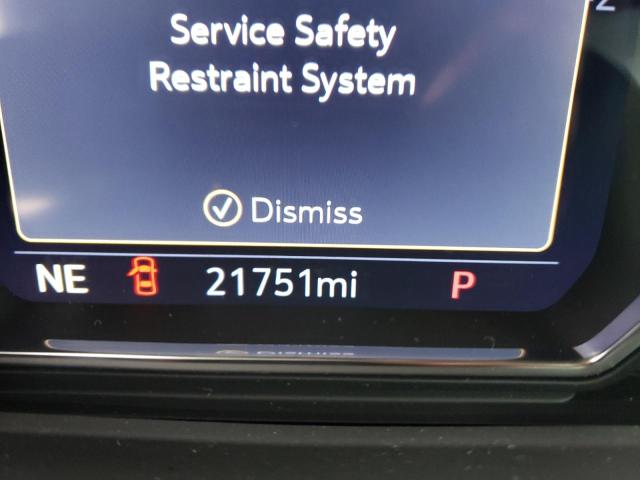 Service Safety
Restraint System
Dismiss
NE 21751mi P